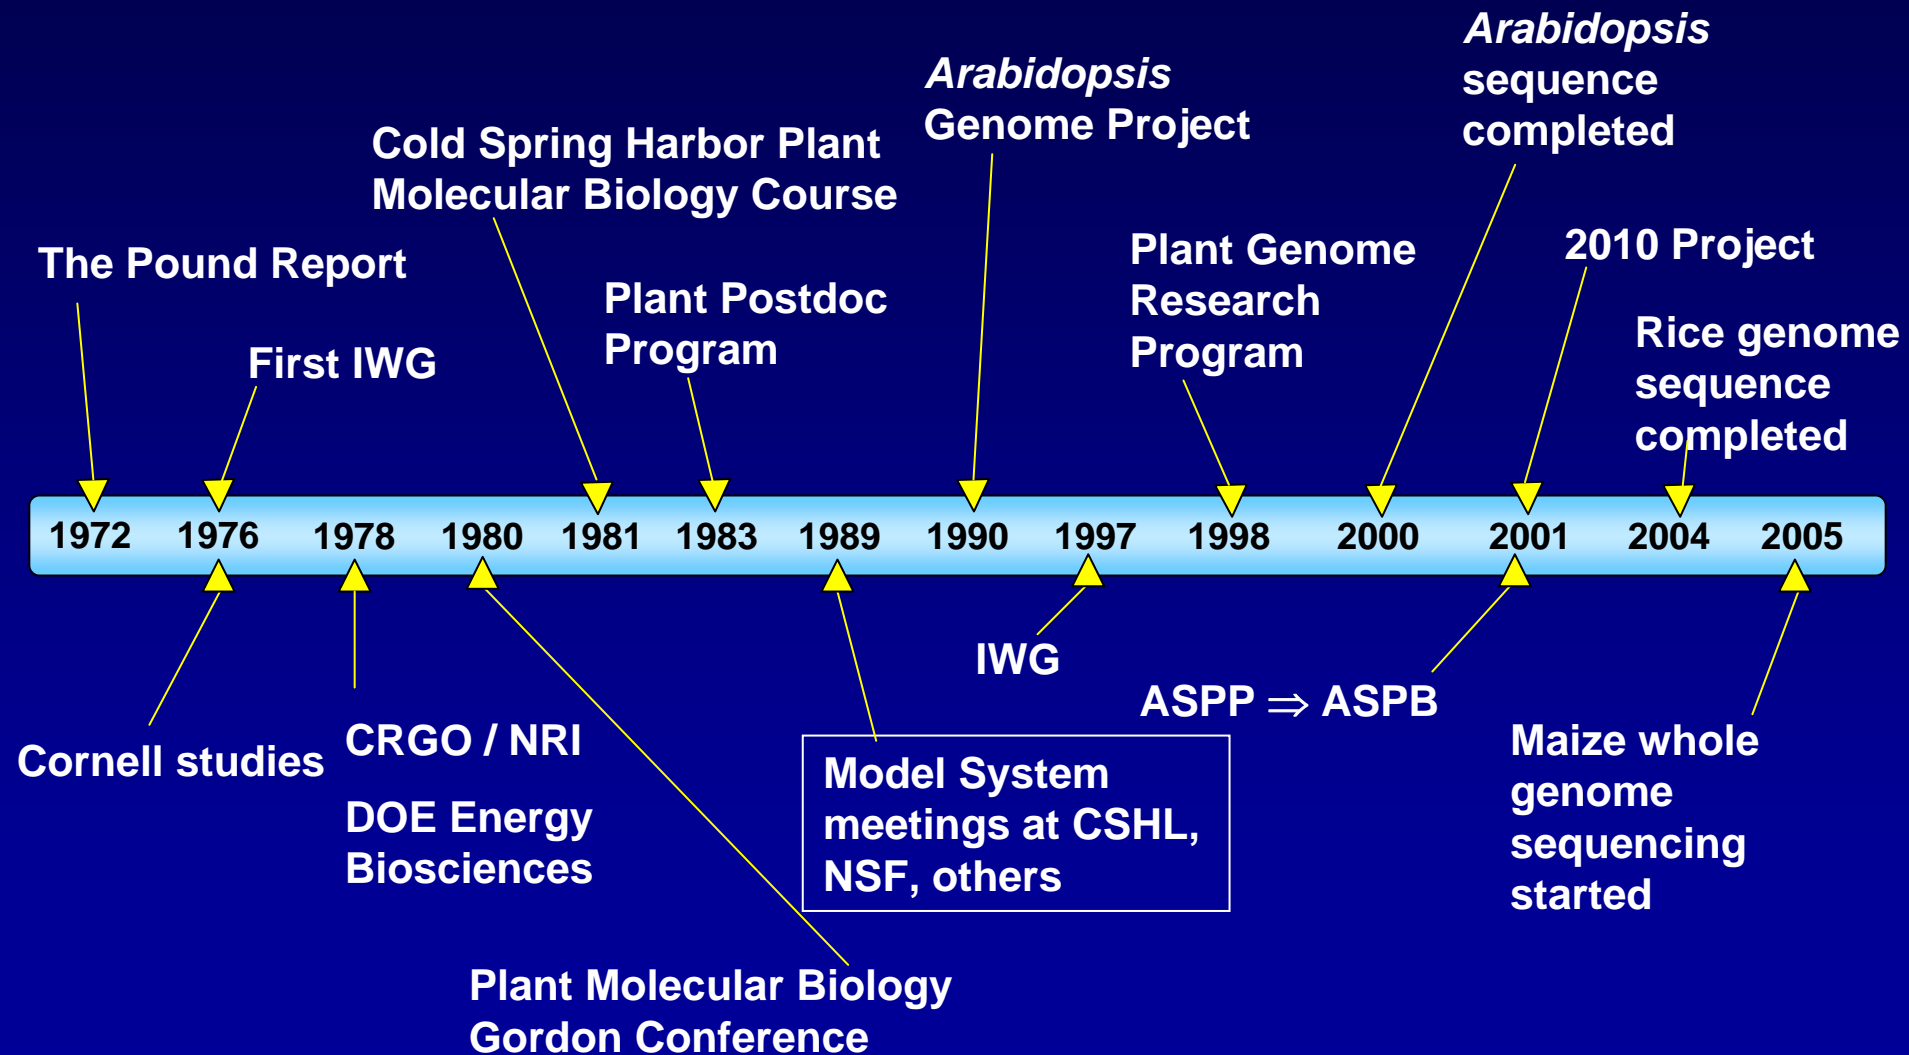 Arabidopsis
sequence
completed
Arabidopsis
Genome Project
Cold Spring Harbor Plant
Molecular Biology Course
The Pound Report
Plant Genome
Research
Program
2010 Project
Plant Postdoc
Program
First IWG
Rice genome
sequence
completed
1972 1976 1978 1980 1981 1983 1989 1990 1997 1998 2000 2001 2004 2005
IWG
ASPP ⇒ ASPB
Cornell studies
CRGO / NRI
DOE Energy
Biosciences
Model System
meetings at CSHL,
NSF, others
Maize whole
genome
sequencing
started
Plant Molecular Biology
Gordon Conference